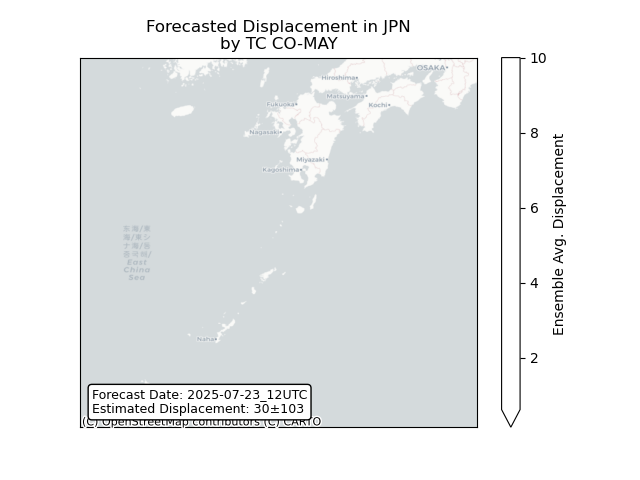 Forecasted Displacement in JPN
by TC CO-MAY
OSAKA
Hiroshima
Matsuyama
Fukuoka
Kochi
Nagasaki
Miyazaki
Kagoshima
East
China
Sea
Naha
Forecast Date: 2025-07-23_12UTC
Estimated Displacement: 30±103
(C) OpenStreetMap contributors (C) CARTO
10
8
6
4
2
Ensemble Avg. Displacement